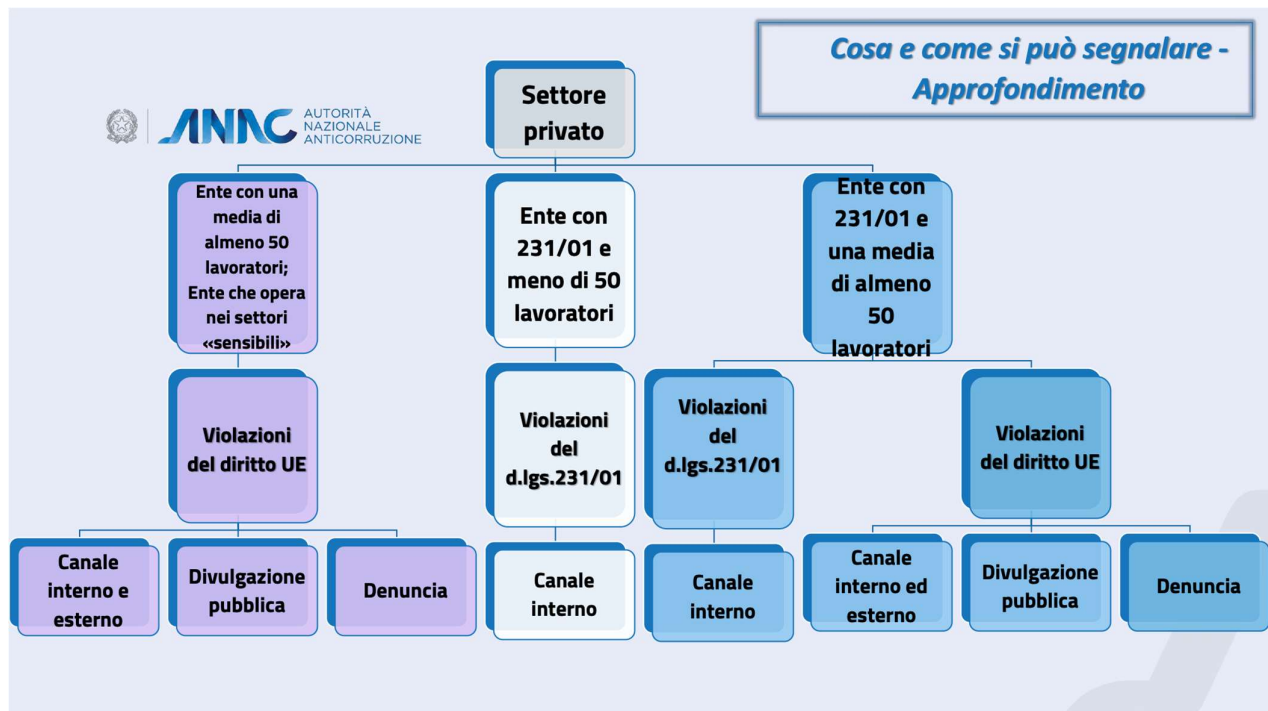 Cosa e come si può segnalare -
Approfondimento
ANAC
AUTORITÀ
NAZIONALE
ANTICORRUZIONE
Settore
privato
Ente con una
media di
almeno 50
lavoratori;
Ente che opera
nei settori
«sensibili»
Ente con
231/01 e
meno di 50
lavoratori
Ente con
231/01 e
una media
di almeno
50
lavoratori
Violazioni
del diritto UE
Violazioni
del
d.lgs.231/01
Violazioni
del
d.lgs.231/01
Violazioni
del diritto UE
Canale
interno e
esterno
Divulgazione
pubblica
Denuncia
Canale
interno
Canale
interno
Canale
interno ed
esterno
Divulgazione
pubblica
Denuncia